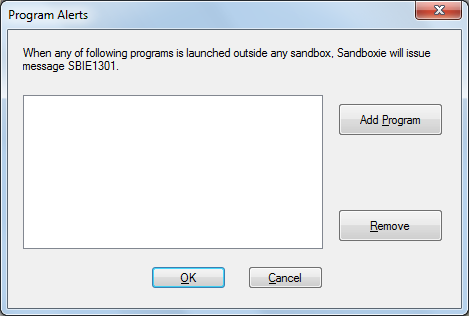 Program Alerts
When any of following programs is launched outside any sandbox, Sandboxie will issue
message SBIE1301.
Add Program
Remove
OK
Cancel